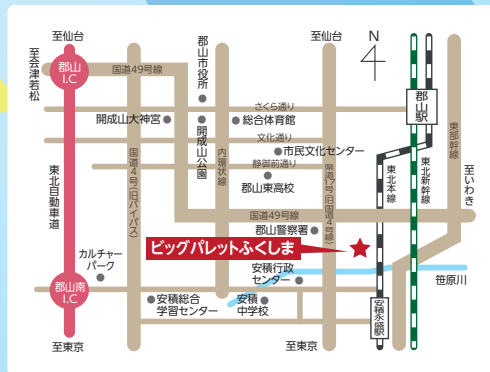 至仙台
至仙台
N
至会津若松
郡山
I.C
国道49号線
郡山市役所
郡山駅
東部幹線
さくら通り
開成山大神宮
開成山公園
総合体育館
文化通り
市民文化センター
静御前通り
郡山東高校
国道4号(旧バイパス)
内環状線
県道17号(旧国道4号線)
東北本線
東北新幹線
至いわき
東北自動車道
国道49号線
郡山警察署
ビッグパレットふくしま
カルチャー
パーク
安積行政
センター
笹原川
郡山南
I.C
安積総合
学習センター
安積
中学校
安積永盛駅
至東京
至東京